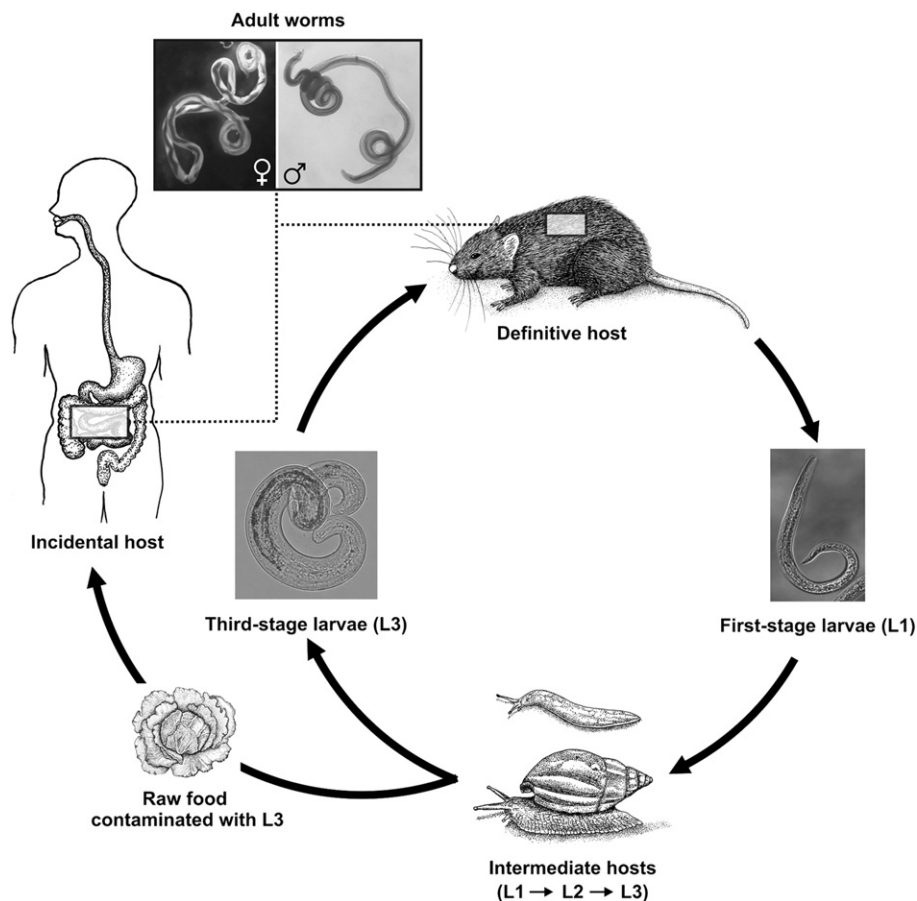 Adult worms
♀ ♂
Definitive host
Incidental host
Third-stage larvae (L3)
First-stage larvae (L1)
Raw food
contaminated with L3
Intermediate hosts
(L1 → L2 → L3)